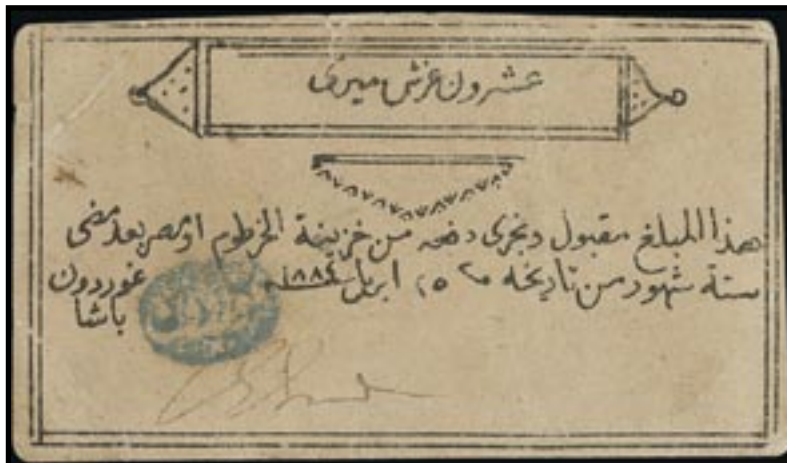 عشرون غرش ميرى
هذا المبلغ مقبول ويجرى دفعه من خزينة الخرطوم او مصر بعد مضى
ستة شهور من تاريخه ٢٥ ابريل ١٨٨٤ غوردون
باشا